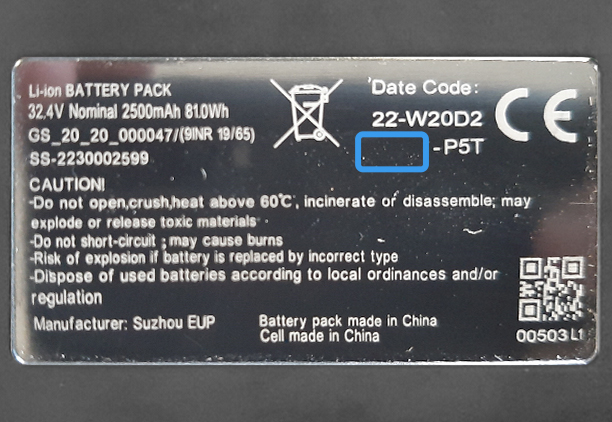 Li-ion BATTERY PACK
32.4V Nominal 2500mAh 81.0Wh
GS_20_20_000047/(9INR 19/65)
SS-2230002599
Date Code:
22-W20D2
-P5T
CE
CAUTION!
-Do not open,crush,heat above 60℃, incinerate or disassemble; may
explode or release toxic materials
-Do not short-circuit ; may cause burns
-Risk of explosion if battery is replaced by incorrect type
-Dispose of used batteries according to local ordinances and/or
regulation
Manufacturer: Suzhou EUP
Battery pack made in China
Cell made in China
00503 L1